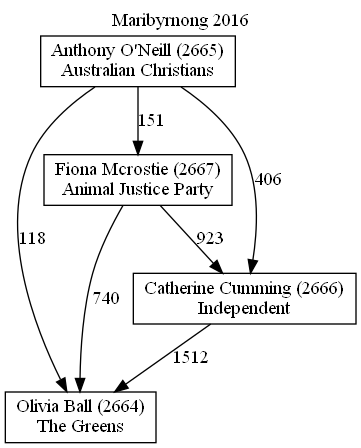 Maribyrnong 2016
Anthony O'Neill (2665)
Australian Christians
151
Fiona Mcrostie (2667)
Animal Justice Party
406
118
923
740
Catherine Cumming (2666)
Independent
1512
Olivia Ball (2664)
The Greens